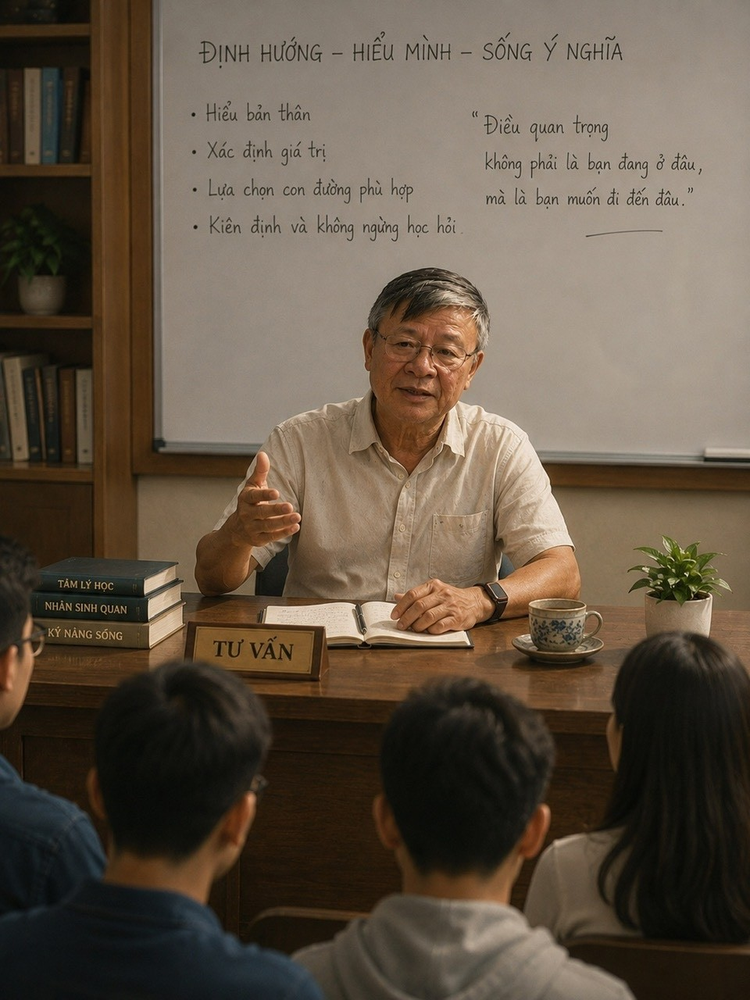 ĐỊNH HƯỚNG – HIỂU MÌNH – SỐNG Ý NGHĨA
• Hiểu bản thân
• Xác định giá trị
• Lựa chọn con đường phù hợp
• Kiên định và không ngừng học hỏi.
“Điều quan trọng
không phải là bạn đang ở đâu,
mà là bạn muốn đi đến đâu.”
TÂM LÝ HỌC
NHÂN SINH QUAN
KỸ NĂNG SỐNG
TƯ VẤN